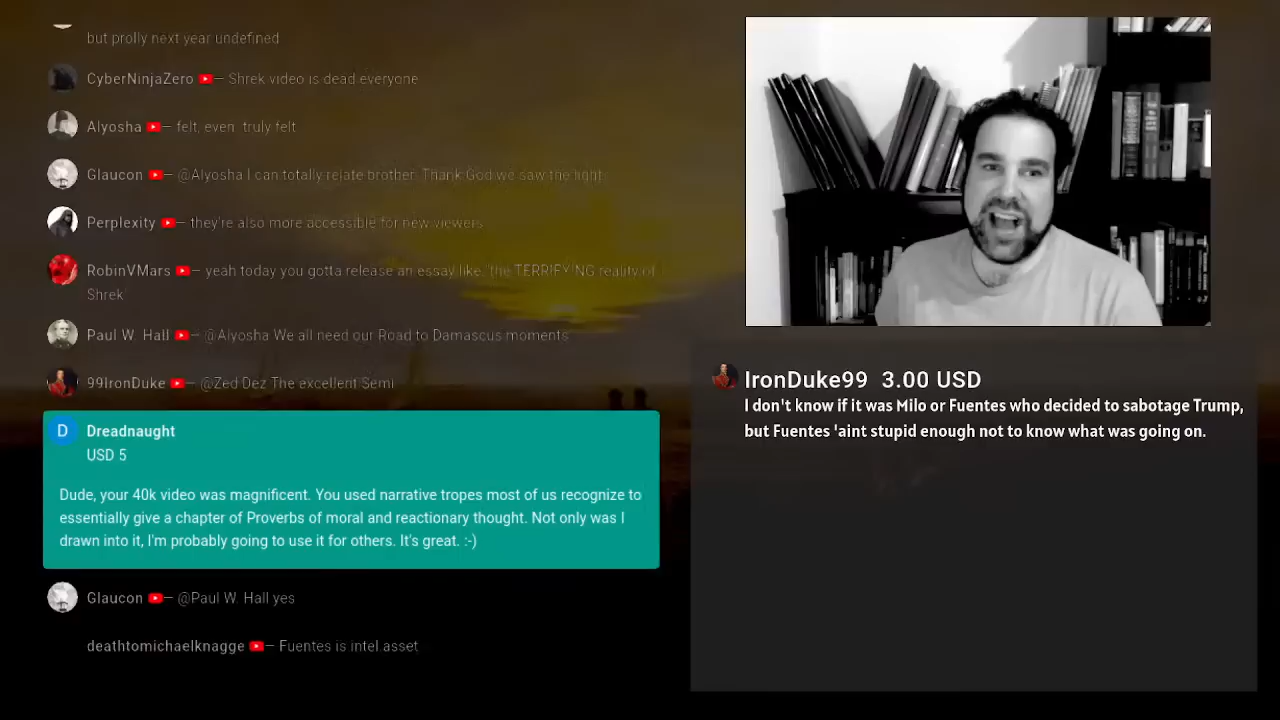 but prolly next year undefined
CyberNinjaZero — Shrek video is dead everyone
Alyosha — felt, even truly felt
Glaucon — @Alyosha I can totally relate brother. Thank God we saw the light
Perplexity — they're also more accessible for new viewers
RobinVMars — yeah today you gotta release an essay like "the TERRIFYING reality of
Shrek"
Paul W. Hall — @Alyosha We all need our Road to Damascus moments
99IronDuke — @Zed Dez The excellent Semi
D Dreadnaught
USD 5
Dude, your 40k video was magnificent. You used narrative tropes most of us recognize to
essentially give a chapter of Proverbs of moral and reactionary thought. Not only was I
drawn into it, I'm probably going to use it for others. It's great. :-)
Glaucon — @Paul W. Hall yes
deathtomichaelknagge — Fuentes is intel asset
IronDuke99 3.00 USD
I don't know if it was Milo or Fuentes who decided to sabotage Trump,
but Fuentes 'aint stupid enough not to know what was going on.